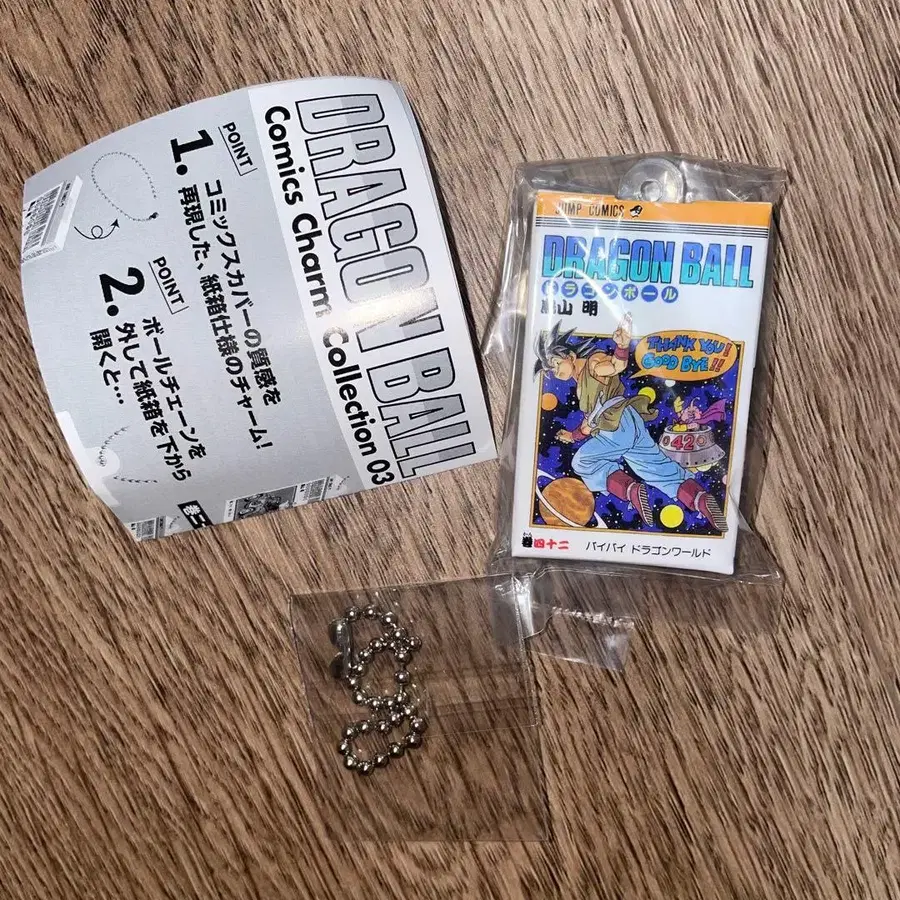 DRAGON BALL
Comics Charm Collection 03
POINT
1.
コミックスカバーの質感を
再現した、紙箱仕様のチャーム!
POINT
2.
ボールチェーンを
外して紙箱を下から
開くと…
JUMP COMICS
DRAGON BALL
ドラゴンボール
鳥山 明
THANK YOU!
GOOD BYE!!
42
巻四十二
バイバイ ドラゴンワールド